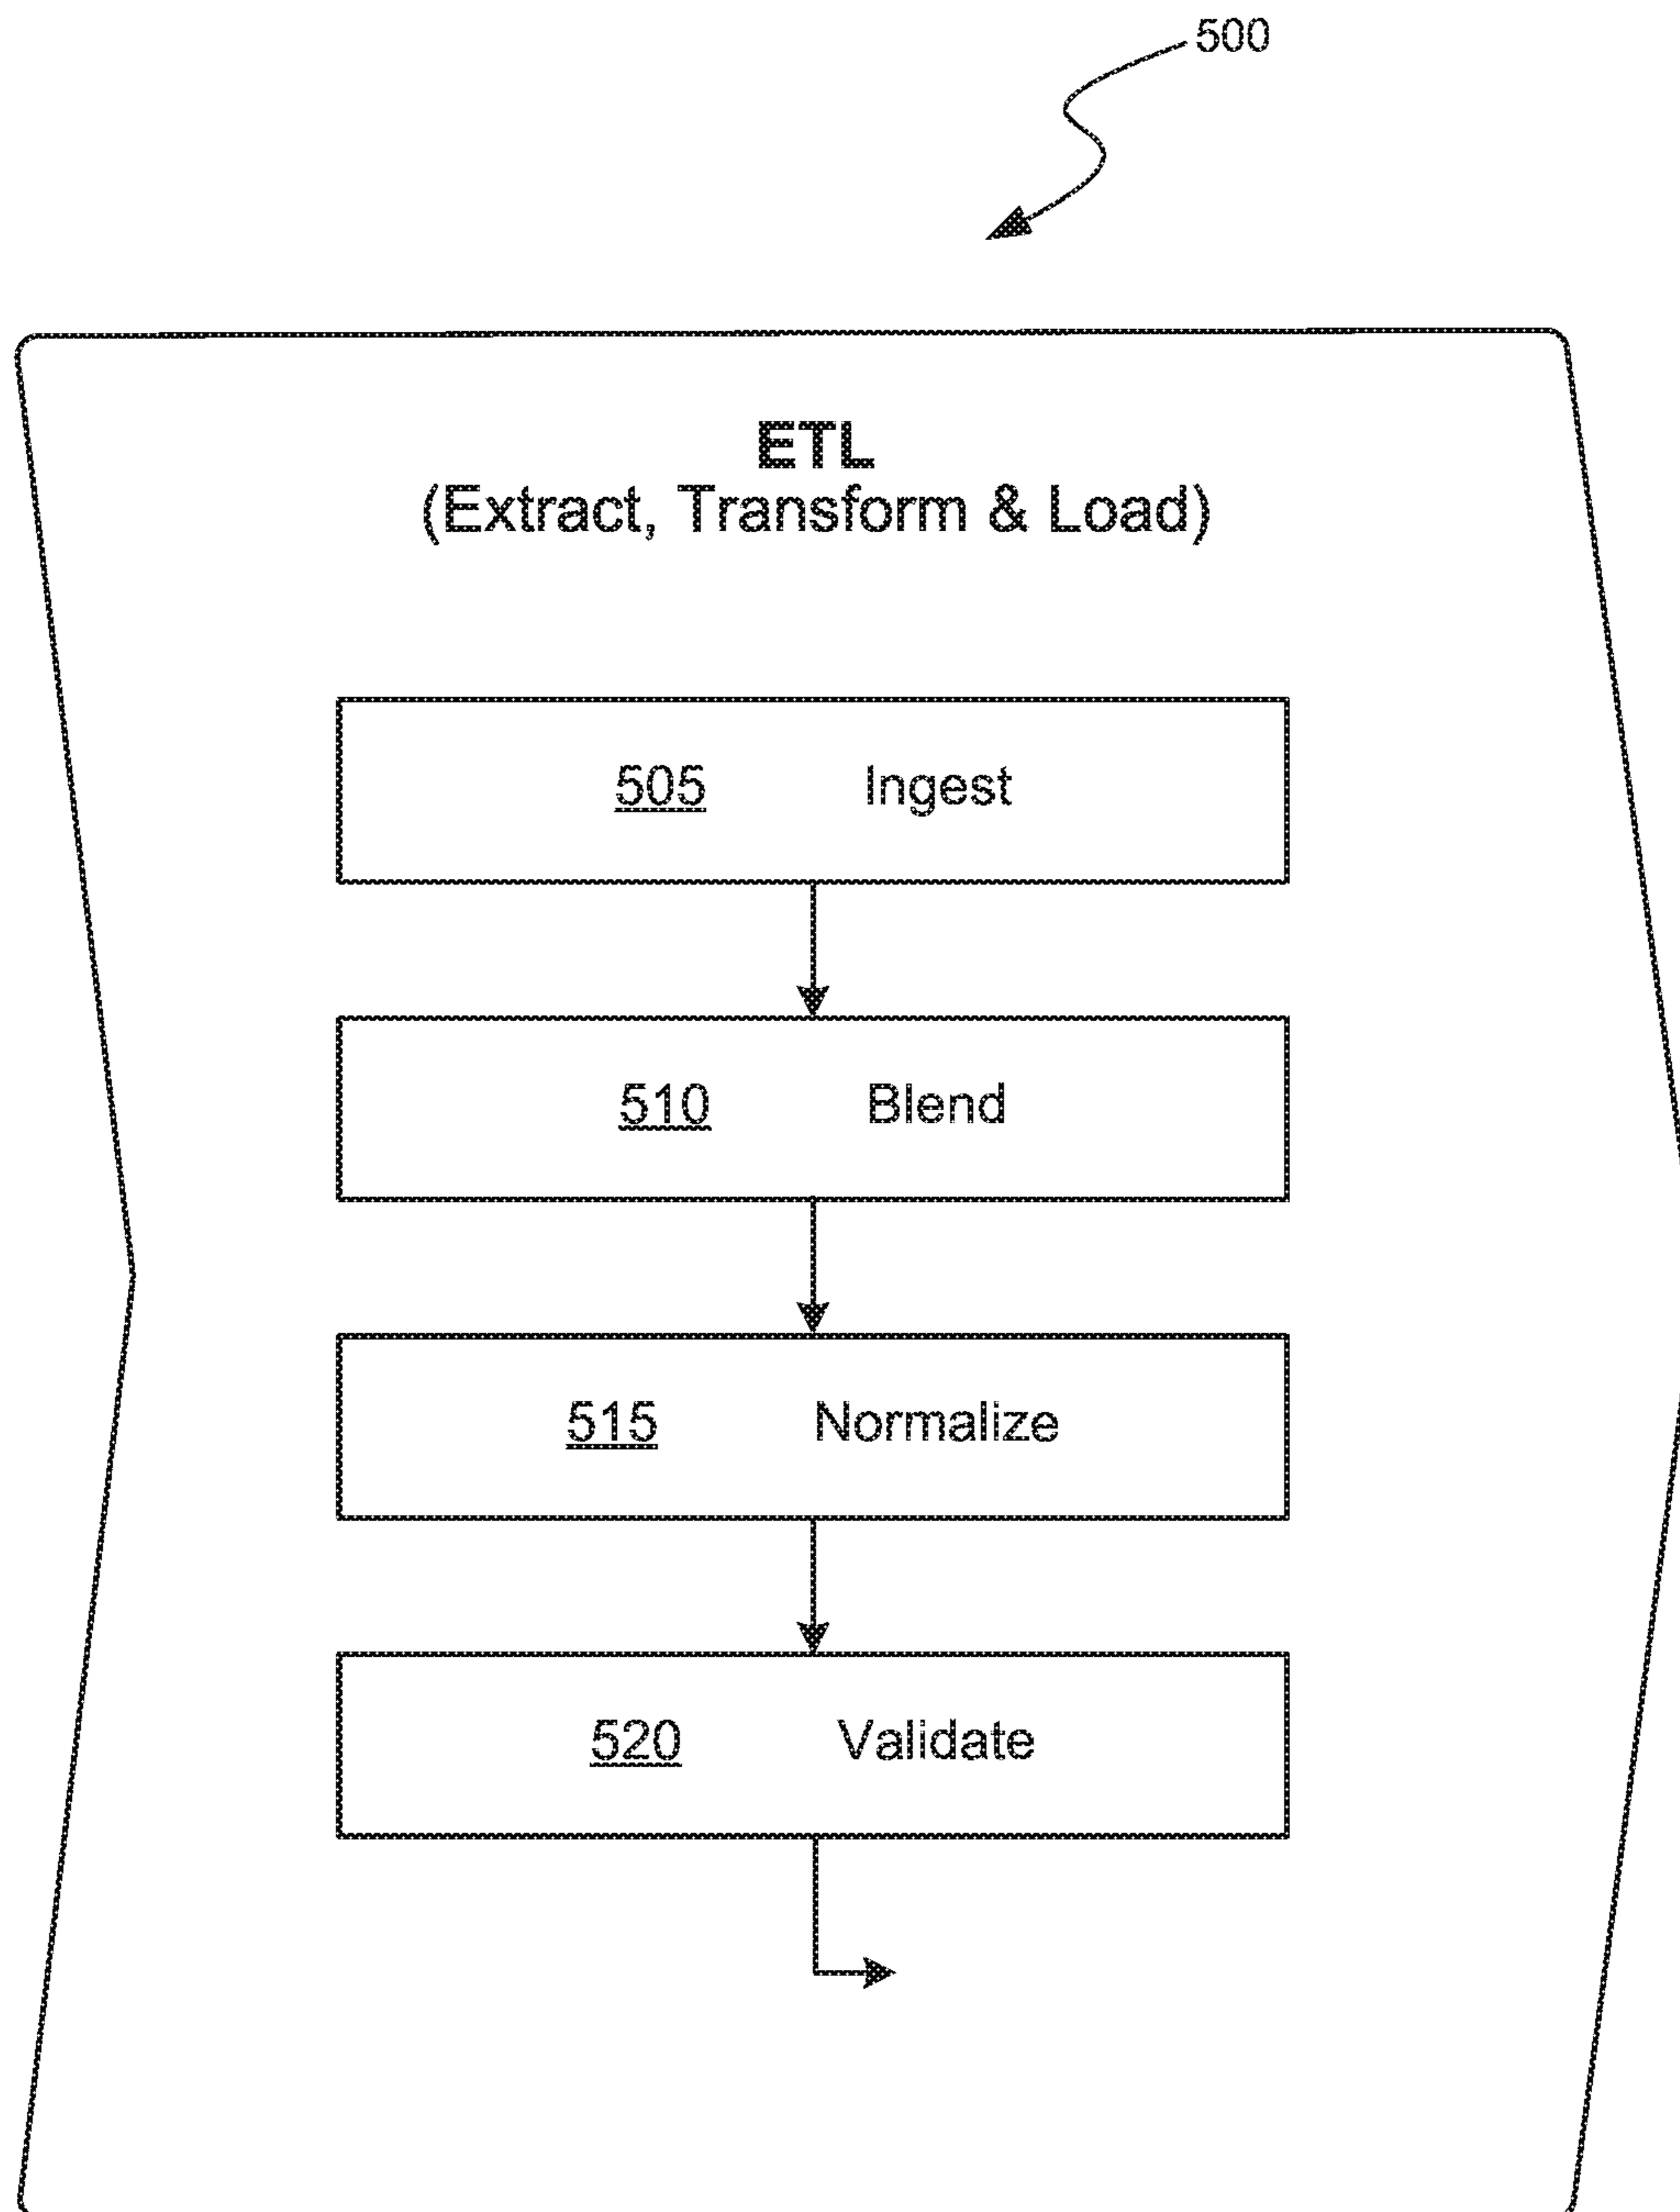 500
ETL
(Extract, Transform & Load)
505 Ingest
510 Blend
515 Normalize
520 Validate